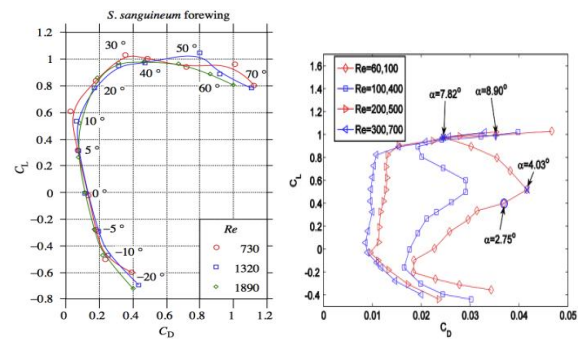 S. sanguineum forewing
1.2
1
0.8
0.6
0.4
0.2
0
-0.2
-0.4
-0.6
-0.8
C_L
30 °
50 °
70 °
40 °
60 °
20 °
10 °
5 °
0 °
-5 °
-10 °
-20 °
Re
730
1320
1890
0 0.2 0.4 0.6 0.8 1.0 1.2
C_D
1.6
1.4
1.2
1
0.8
0.6
0.4
0.2
0
-0.2
-0.4
C_L
Re=60,100
Re=100,400
Re=200,500
Re=300,700
α=7.82° α=8.90°
α=4.03°
α=2.75°
0 0.01 0.02 0.03 0.04 0.05
C_D